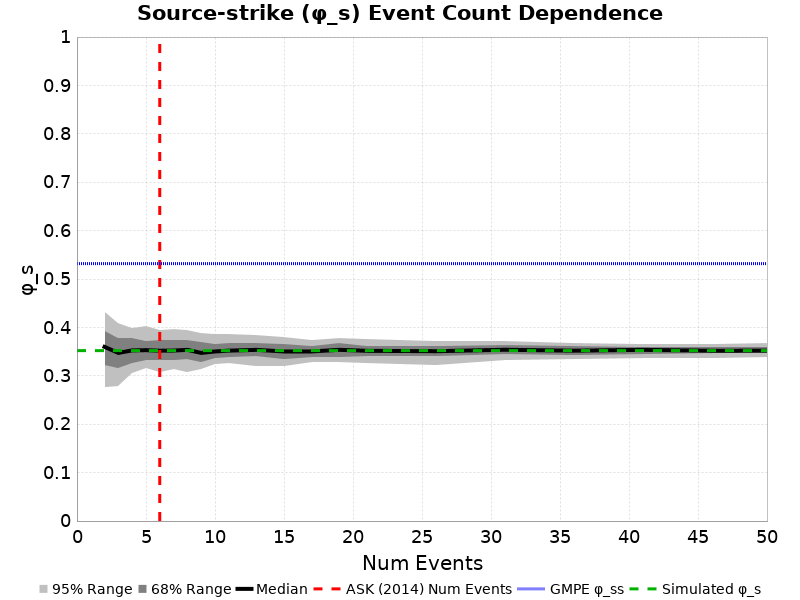 Source-strike (φ_s) Event Count Dependence
1
0.9
0.8
0.7
0.6
0.5
0.4
0.3
0.2
0.1
0
φ_s
0 5 10 15 20 25 30 35 40 45 50
Num Events
95% Range 68% Range Median ASK (2014) Num Events GMPE φ_ss Simulated φ_s